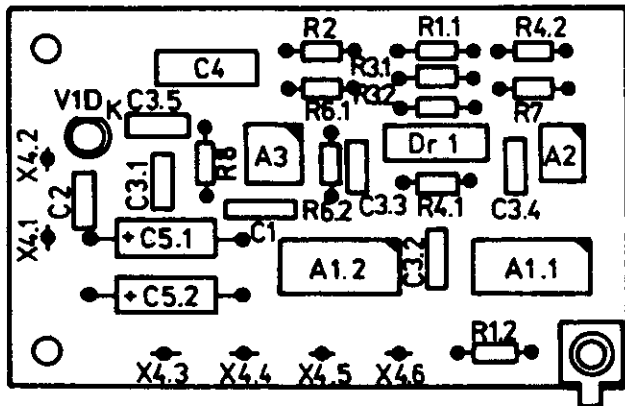 R2
R1.1
R4.2
C4
R3.1
R3.2
V1D
K
C3.5
R6.1
R7
X4.2
C3.1
R8
A3
Dr 1
A2
C2
X4.1
C1
R6.2
C3.3
R4.1
C3.4
+C5.1
A1.2
C3.2
A1.1
+C5.2
R1.2
X4.3
X4.4
X4.5
X4.6